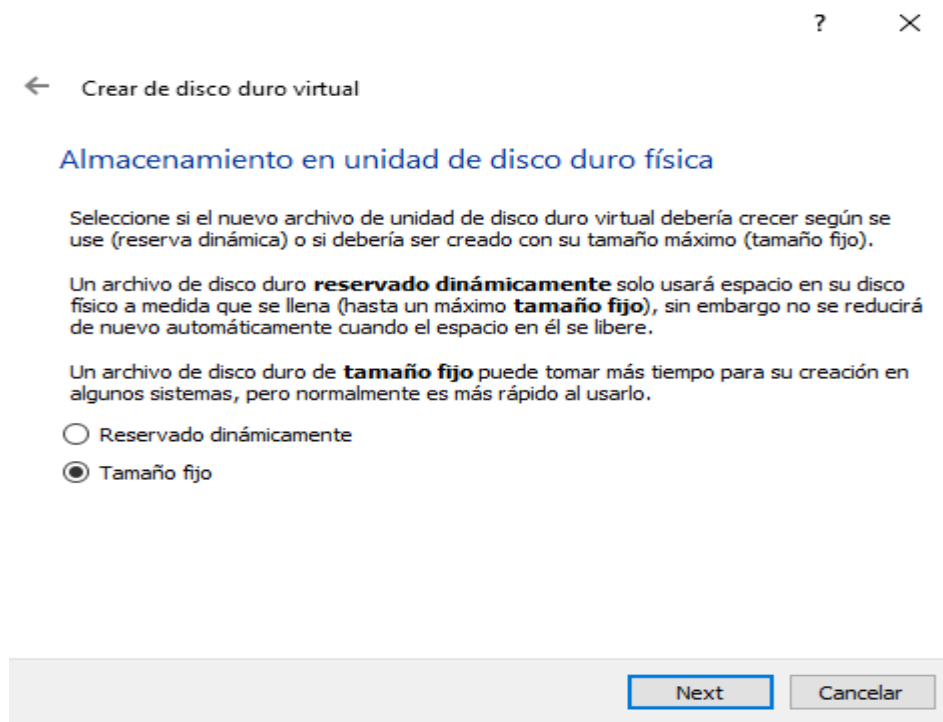 ?
Crear de disco duro virtual
Almacenamiento en unidad de disco duro física
Seleccione si el nuevo archivo de unidad de disco duro virtual debería crecer según se
use (reserva dinámica) o si debería ser creado con su tamaño máximo (tamaño fijo).
Un archivo de disco duro reservado dinámicamente solo usará espacio en su disco
físico a medida que se llena (hasta un máximo tamaño fijo), sin embargo no se reducirá
de nuevo automáticamente cuando el espacio en él se libere.
Un archivo de disco duro de tamaño fijo puede tomar más tiempo para su creación en
algunos sistemas, pero normalmente es más rápido al usarlo.
Reservado dinámicamente
Tamaño fijo
Next Cancelar